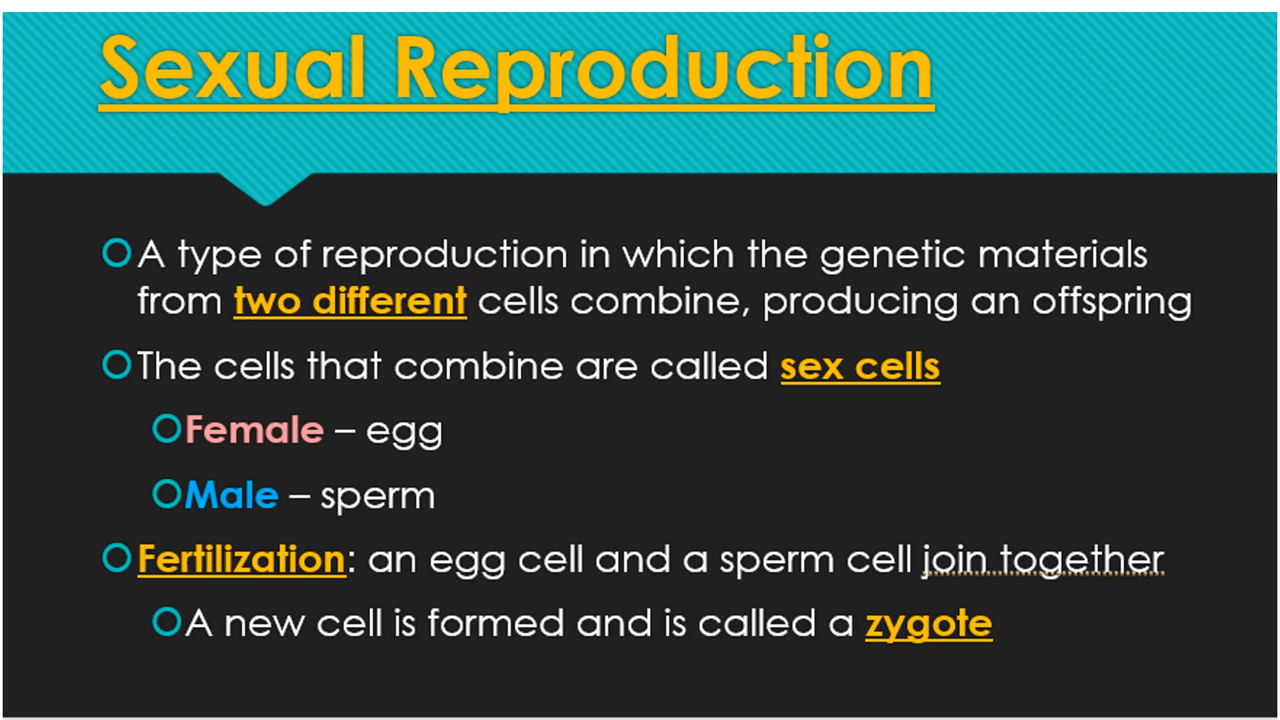 Sexual Reproduction
A type of reproduction in which the genetic materials
from two different cells combine, producing an offspring
The cells that combine are called sex cells
Female – egg
Male – sperm
Fertilization: an egg cell and a sperm cell join together
A new cell is formed and is called a zygote